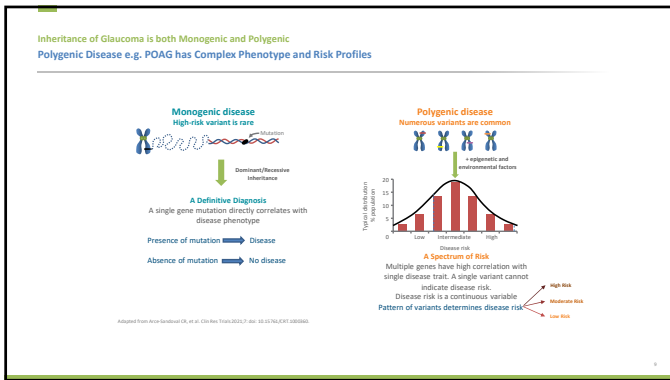 Inheritance of Glaucoma is both Monogenic and Polygenic
Polygenic Disease e.g. POAG has Complex Phenotype and Risk Profiles
Monogenic disease
High-risk variant is rare
Mutation
Dominant/Recessive
Inheritance
A Definitive Diagnosis
A single gene mutation directly correlates with
disease phenotype
Presence of mutation Disease
Absence of mutation No disease
Polygenic disease
Numerous variants are common
+ epigenetic and
environmental factors
Typical distribution
% population
20
15
10
5
0
Low Intermediate High
Disease risk
A Spectrum of Risk
Multiple genes have high correlation with
single disease trait. A single variant cannot
indicate disease risk.
Disease risk is a continuous variable
Pattern of variants determines disease risk
High Risk
Moderate Risk
Low Risk
Adapted from Arce-Sandoval CR, et al. Clin Res Trials 2021;7: doi: